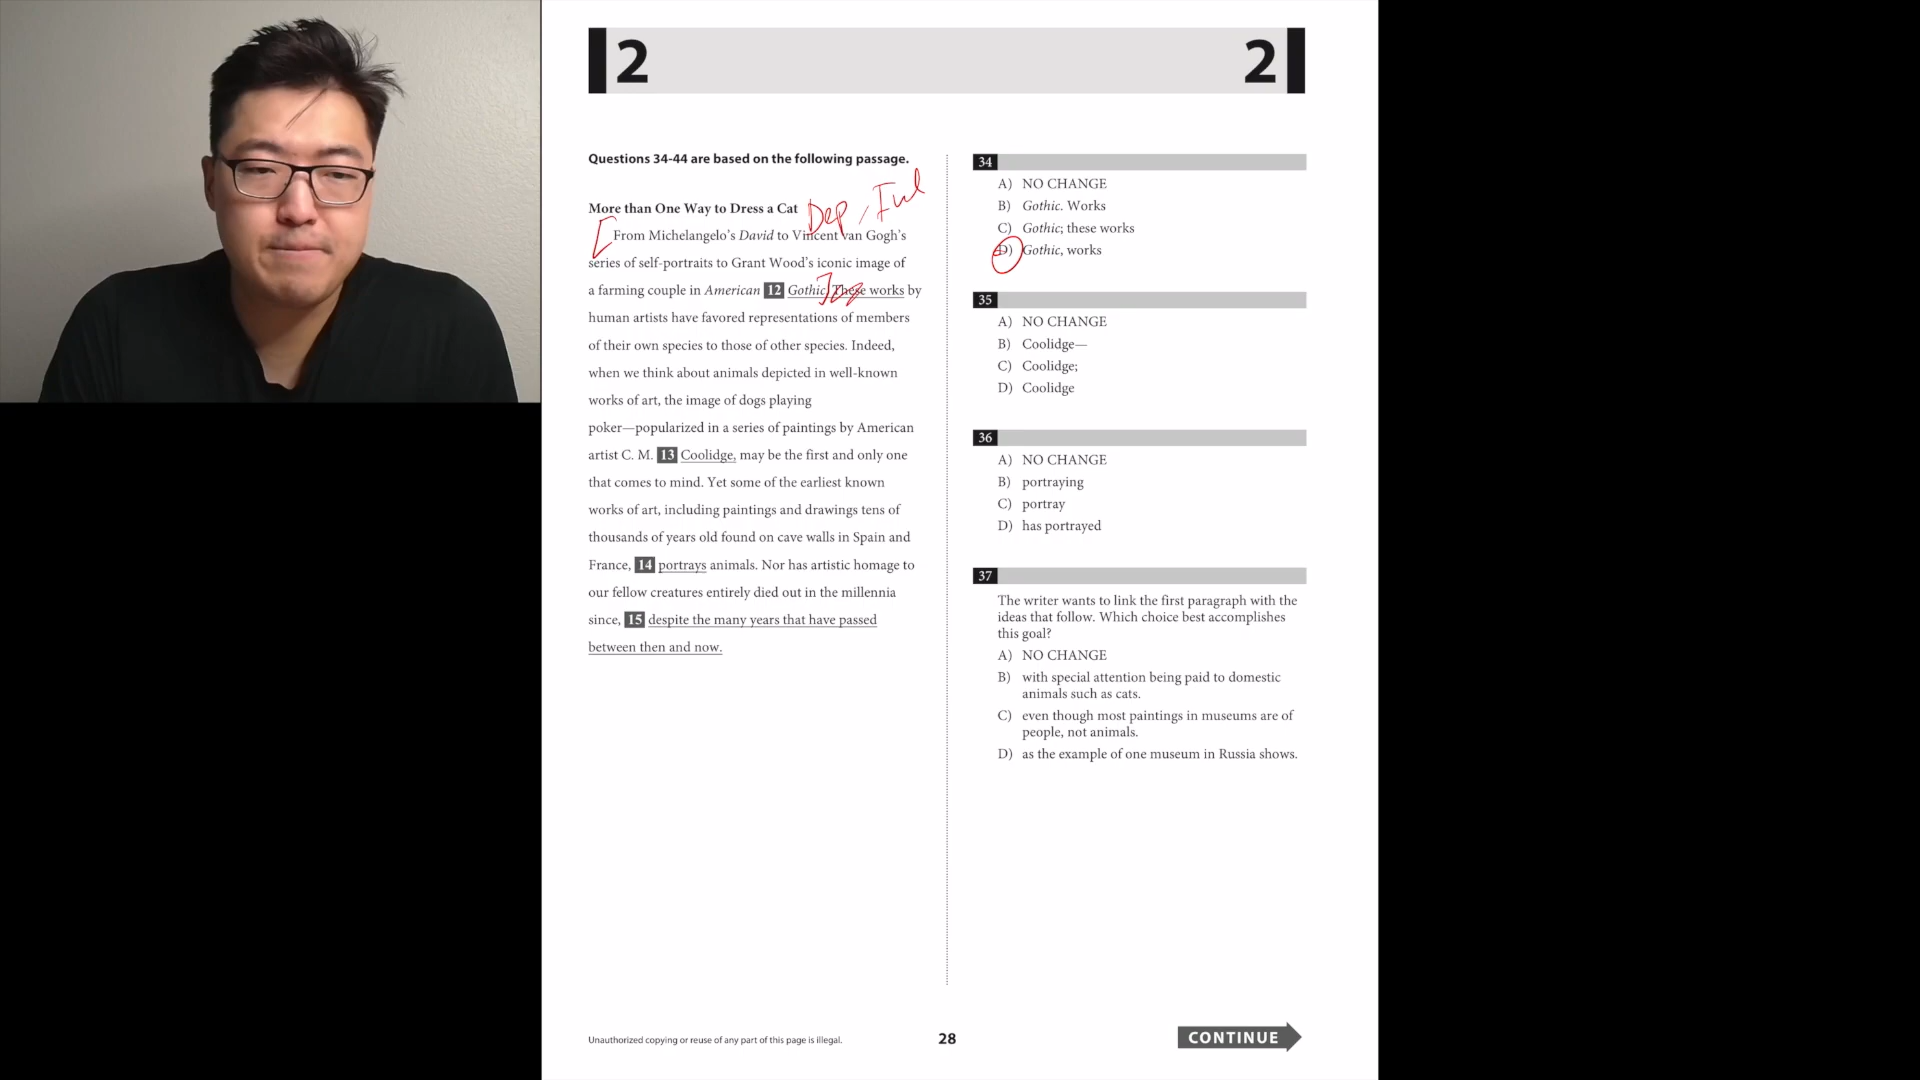 2 2
Questions 34-44 are based on the following passage.
More than One Way to Dress a Cat
Dep, Ind
From Michelangelo’s David to Vincent van Gogh’s
series of self-portraits to Grant Wood’s iconic image of
a farming couple in American 12 Gothic. These works by
human artists have favored representations of members
of their own species to those of other species. Indeed,
when we think about animals depicted in well-known
works of art, the image of dogs playing
poker—popularized in a series of paintings by American
artist C. M. 13 Coolidge, may be the first and only one
that comes to mind. Yet some of the earliest known
works of art, including paintings and drawings tens of
thousands of years old found on cave walls in Spain and
France, 14 portrays animals. Nor has artistic homage to
our fellow creatures entirely died out in the millennia
since, 15 despite the many years that have passed
between then and now.
34
A) NO CHANGE
B) Gothic. Works
C) Gothic; these works
D) Gothic, works
35
A) NO CHANGE
B) Coolidge—
C) Coolidge;
D) Coolidge
36
A) NO CHANGE
B) portraying
C) portray
D) has portrayed
37
The writer wants to link the first paragraph with the
ideas that follow. Which choice best accomplishes
this goal?
A) NO CHANGE
B) with special attention being paid to domestic
animals such as cats.
C) even though most paintings in museums are of
people, not animals.
D) as the example of one museum in Russia shows.
Unauthorized copying or reuse of any part of this page is illegal.
28
CONTINUE